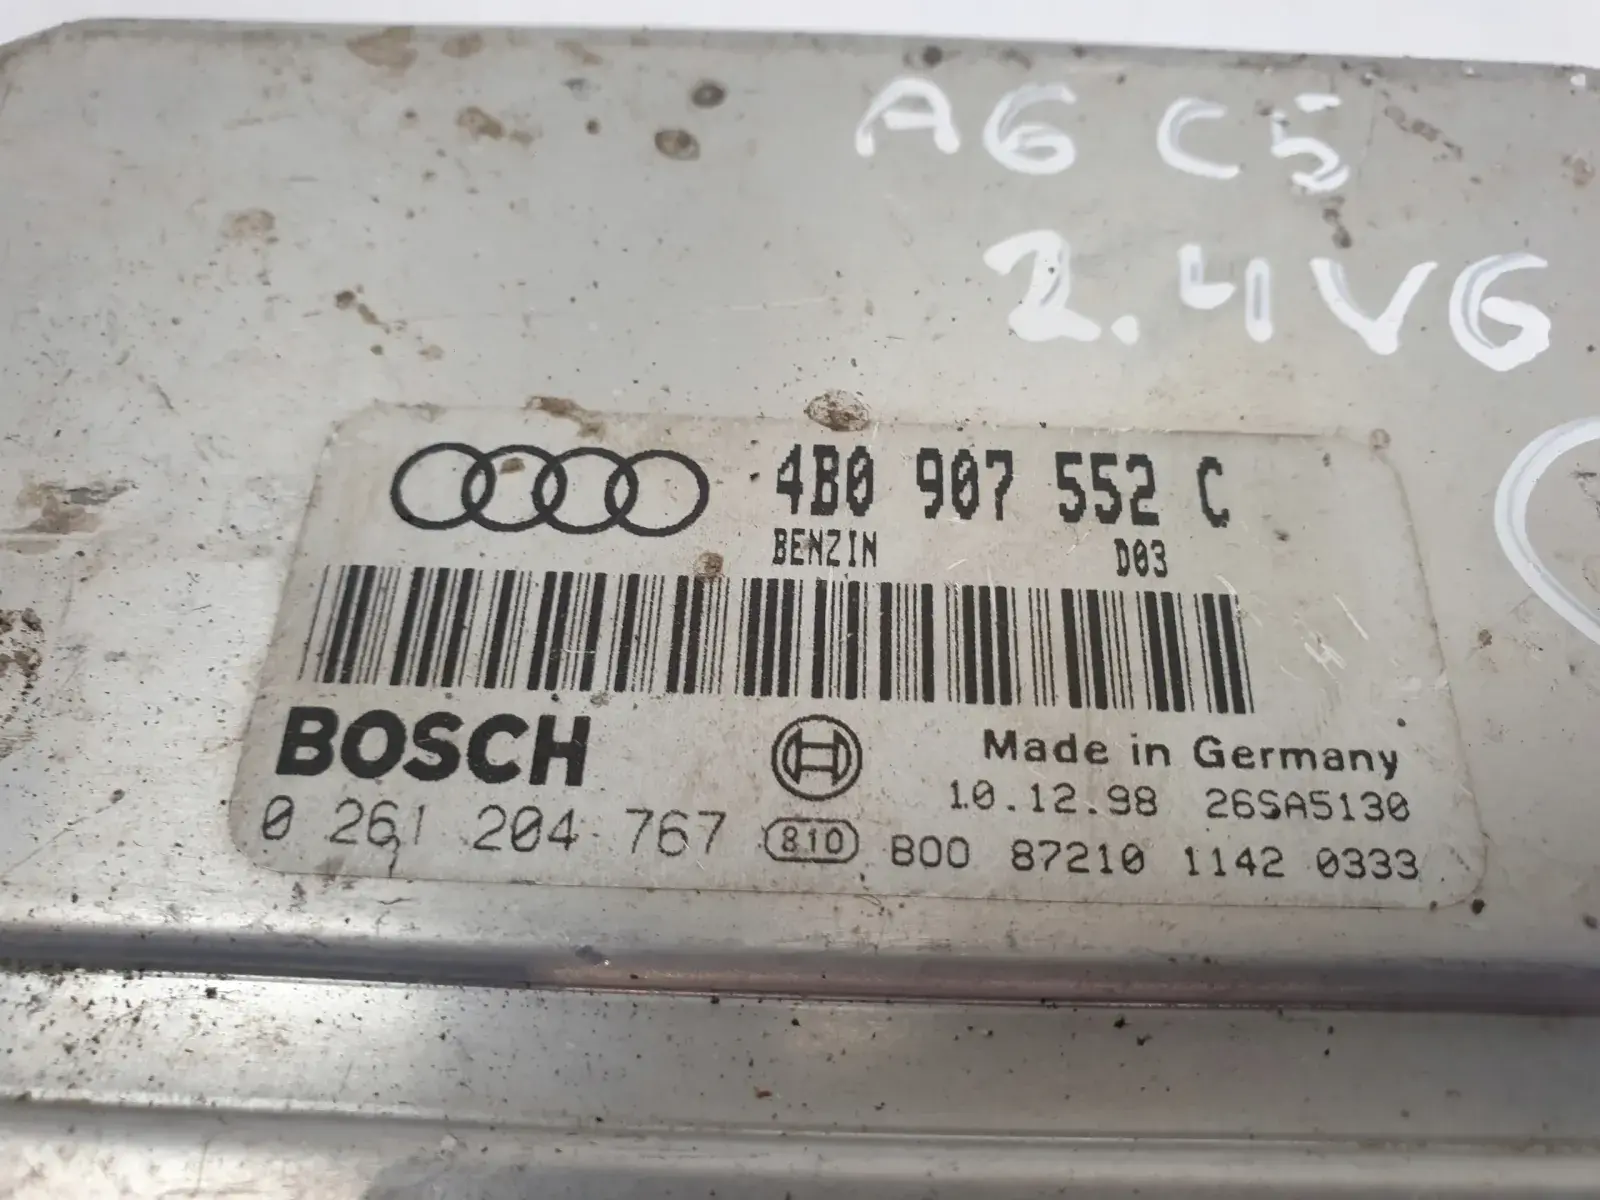 A6 C5
2.4V6
4B0 907 552 C
BENZIN D03
BOSCH
Made in Germany
10.12.98 26SA5130
0 261 204 767 810 800 87210 1142 0333